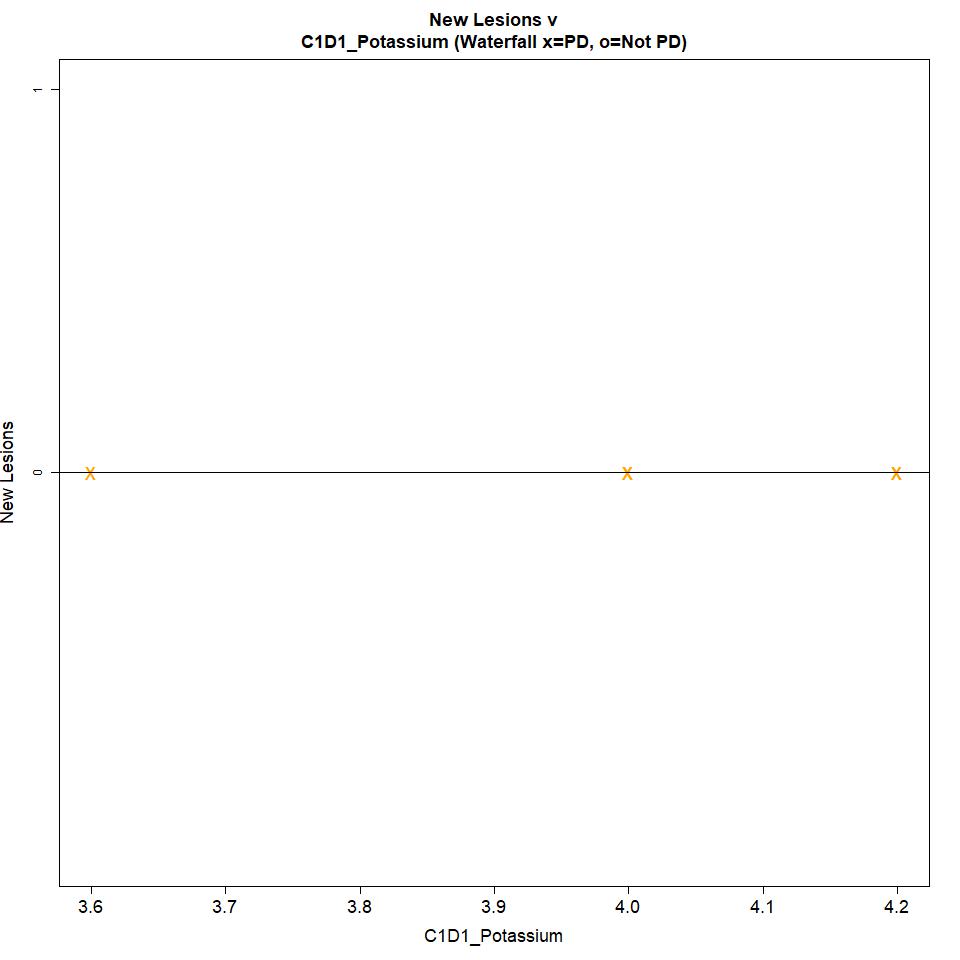 New Lesions v
C1D1_Potassium (Waterfall x=PD, o=Not PD)
1
0
New Lesions
x x x
3.6 3.7 3.8 3.9 4.0 4.1 4.2
C1D1_Potassium